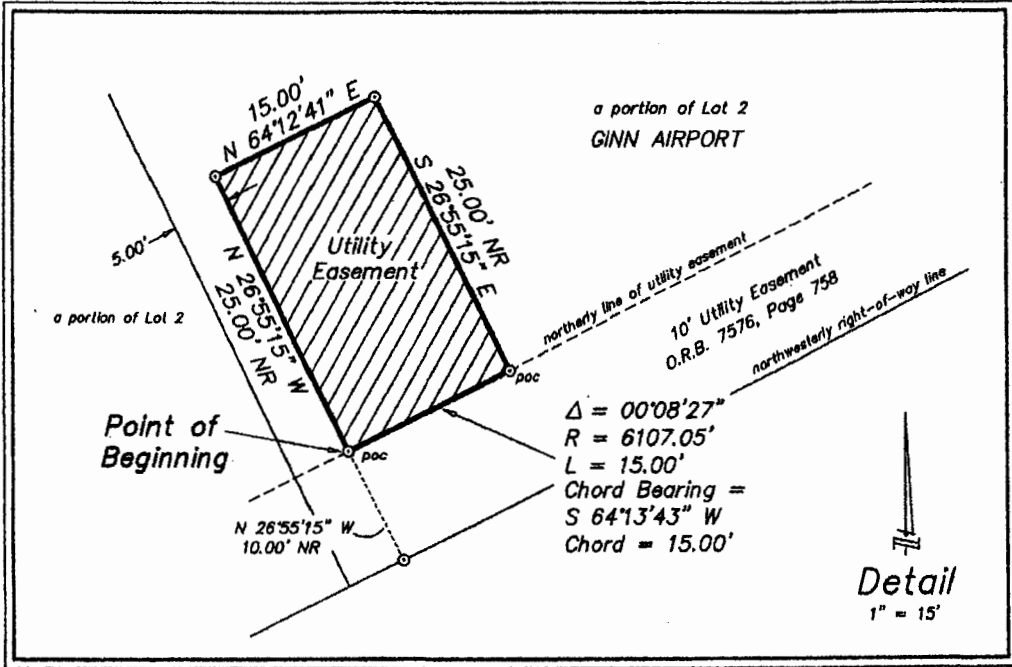 15.00'
N 64°12'41" E
a portion of Lot 2
GINN AIRPORT
25.00' NR
S 26°55'15" E
5.00'
Utility
Easement
N 26°55'15" W
25.00' NR
northerly line of utility easement
10' Utility Easement
O.R.B. 7576, Page 758
northwesterly right-of-way line
a portion of Lot 2
poc
Point of
Beginning
poc
Δ = 00°08'27"
R = 6107.05'
L = 15.00'
Chord Bearing =
S 64°13'43" W
Chord = 15.00'
N 26°55'15" W
10.00' NR
N
Detail
1" = 15'